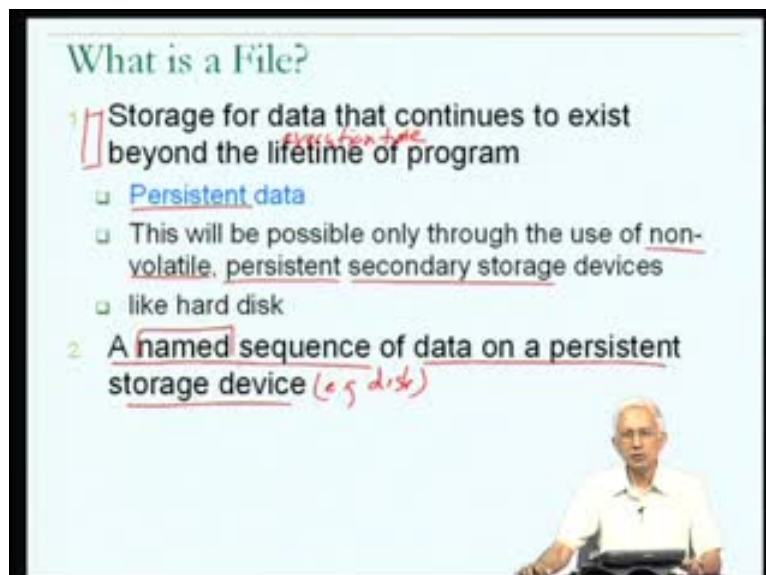 What is a File?
1 Storage for data that continues to exist
execution time
beyond the lifetime of program
Persistent data
This will be possible only through the use of non-
volatile, persistent secondary storage devices
like hard disk
2. A named sequence of data on a persistent
storage device (eg disk)